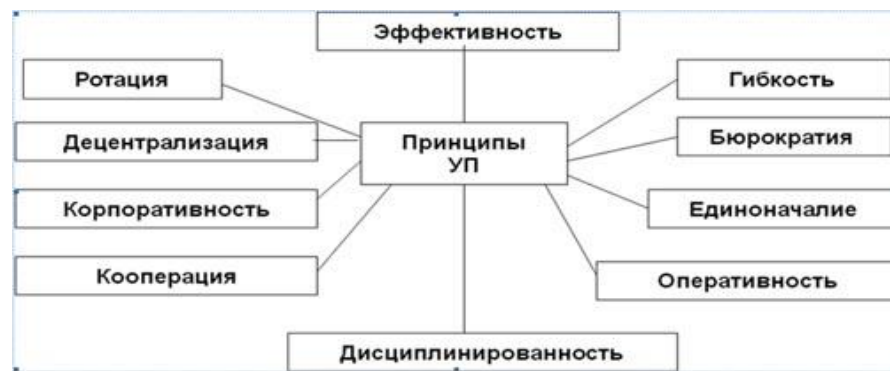 Эффективность
Ротация
Гибкость
Децентрализация
Принципы
УП
Бюрократия
Корпоративность
Единоначалие
Кооперация
Оперативность
Дисциплинированность